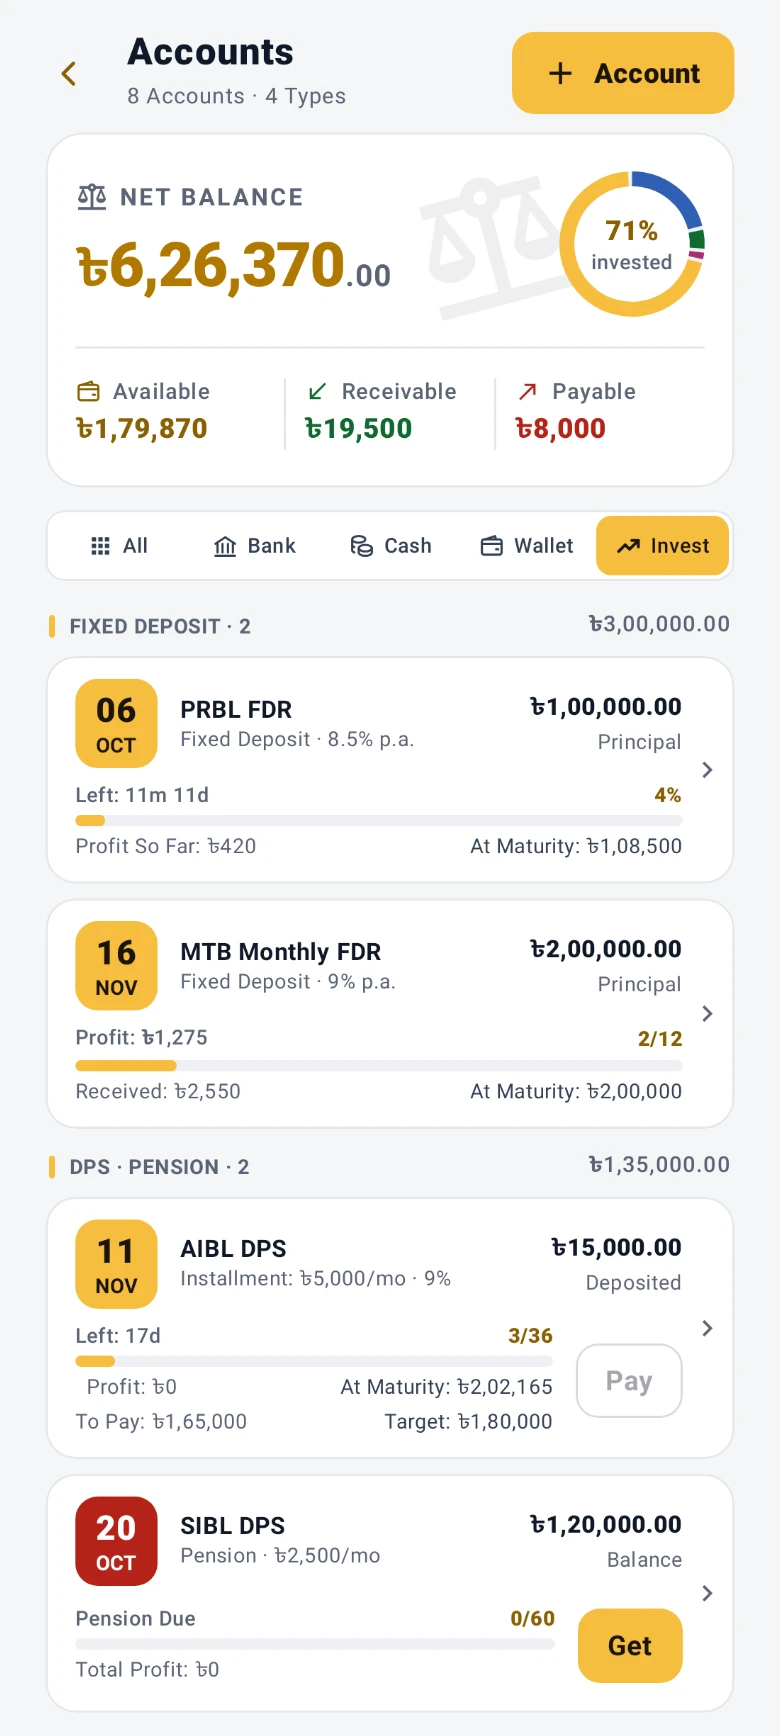 Accounts
8 Accounts · 4 Types
+ Account
NET BALANCE
৳6,26,370.00
71%
invested
Available
৳1,79,870
Receivable
৳19,500
Payable
৳8,000
All
Bank
Cash
Wallet
Invest
FIXED DEPOSIT · 2
৳3,00,000.00
06
OCT
PRBL FDR
Fixed Deposit · 8.5% p.a.
৳1,00,000.00
Principal
Left: 11m 11d
4%
Profit So Far: ৳420
At Maturity: ৳1,08,500
16
NOV
MTB Monthly FDR
Fixed Deposit · 9% p.a.
৳2,00,000.00
Principal
Profit: ৳1,275
2/12
Received: ৳2,550
At Maturity: ৳2,00,000
DPS · PENSION · 2
৳1,35,000.00
11
NOV
AIBL DPS
Installment: ৳5,000/mo · 9%
৳15,000.00
Deposited
Left: 17d
3/36
Profit: ৳0
At Maturity: ৳2,02,165
Pay
To Pay: ৳1,65,000
Target: ৳1,80,000
20
OCT
SIBL DPS
Pension · ৳2,500/mo
৳1,20,000.00
Balance
Pension Due
0/60
Get
Total Profit: ৳0